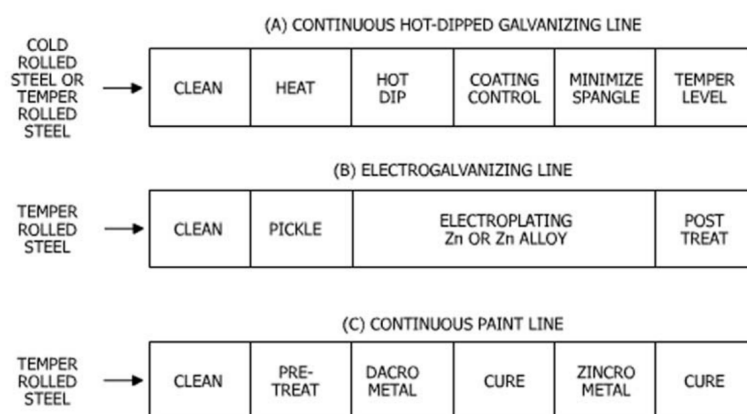 (A) CONTINUOUS HOT-DIPPED GALVANIZING LINE
COLD
ROLLED
STEEL OR
TEMPER
ROLLED
STEEL
CLEAN
HEAT
HOT
DIP
COATING
CONTROL
MINIMIZE
SPANGLE
TEMPER
LEVEL
(B) ELECTROGALVANIZING LINE
TEMPER
ROLLED
STEEL
CLEAN
PICKLE
ELECTROPLATING
Zn OR Zn ALLOY
POST
TREAT
(C) CONTINUOUS PAINT LINE
TEMPER
ROLLED
STEEL
CLEAN
PRE-
TREAT
DACRO
METAL
CURE
ZINCRO
METAL
CURE